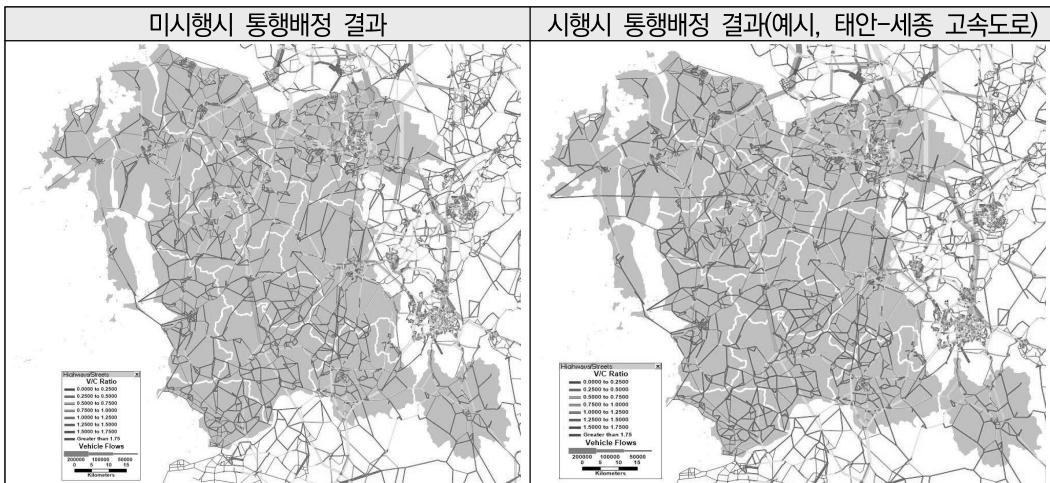 미시행시 통행배정 결과
시행시 통행배정 결과(예시, 태안-세종 고속도로)
Highways/Streets
V/C Ratio
0.0000 to 0.2500
0.2500 to 0.5000
0.5000 to 0.7500
0.7500 to 1.0000
1.0000 to 1.2500
1.2500 to 1.5000
1.5000 to 1.7500
Greater than 1.75
Vehicle Flows
200000 100000 50000
0 5 10 15
Kilometers
Highways/Streets
V/C Ratio
0.0000 to 0.2500
0.2500 to 0.5000
0.5000 to 0.7500
0.7500 to 1.0000
1.0000 to 1.2500
1.2500 to 1.5000
1.5000 to 1.7500
Greater than 1.75
Vehicle Flows
200000 100000 50000
0 5 10 15
Kilometers